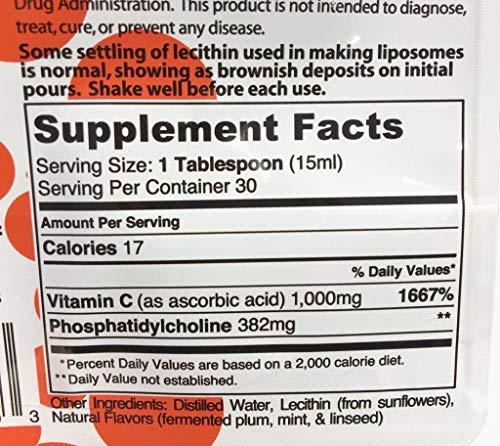 Drug Administration. This product is not intended to diagnose,
treat, cure, or prevent any disease.
Some settling of lecithin used in making liposomes
is normal, showing as brownish deposits on initial
pours. Shake well before each use.
Supplement Facts
Serving Size: 1 Tablespoon (15ml)
Serving Per Container 30
Amount Per Serving
Calories 17
% Daily Values*
Vitamin C (as ascorbic acid) 1,000mg 1667%
Phosphatidylcholine 382mg **
*Percent Daily Values are based on a 2,000 calorie diet.
**Daily Value not established.
Other Ingredients: Distilled Water, Lecithin (from sunflowers),
Natural Flavors (fermented plum, mint, & linseed)
3